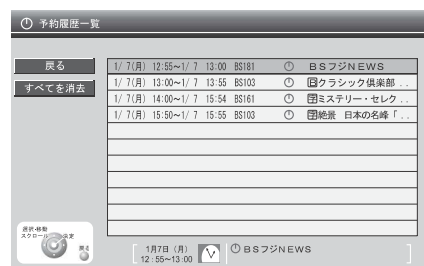 予約履歴一覧
戻る
すべてを消去
1/ 7(月) 12:55～1/ 7 13:00 BS181 BSフジNEWS
1/ 7(月) 13:00～1/ 7 13:55 BS103 回クラシック倶楽部 ..
1/ 7(月) 14:00～1/ 7 15:54 BS161 字ミステリー・セレク ..
1/ 7(月) 15:50～1/ 7 15:55 BS103 字絶景 日本の名峰「 ..
選択・移動
スクロール
決定
戻る
1月7日（月）
12:55～13:00
BSフジNEWS